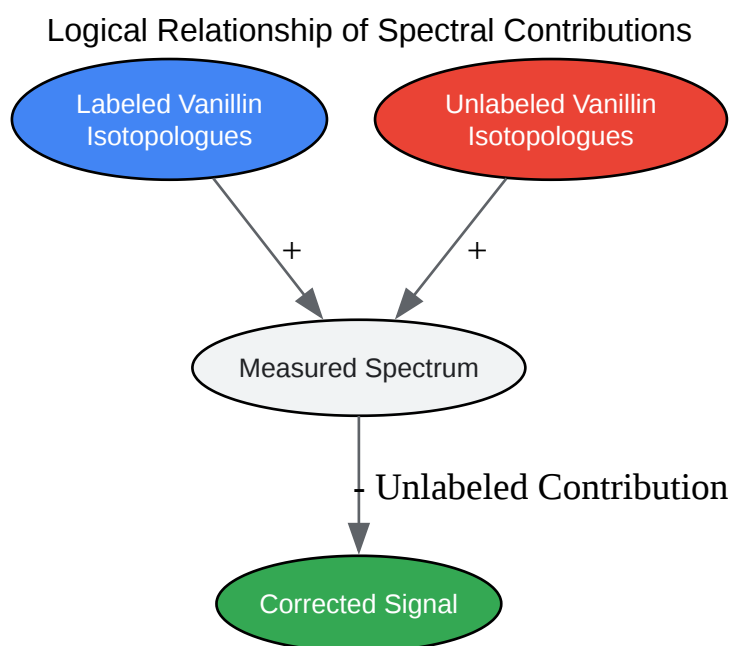 Logical Relationship of Spectral Contributions
Labeled Vanillin
Isotopologues
Unlabeled Vanillin
Isotopologues
+
+
Measured Spectrum
- Unlabeled Contribution
Corrected Signal